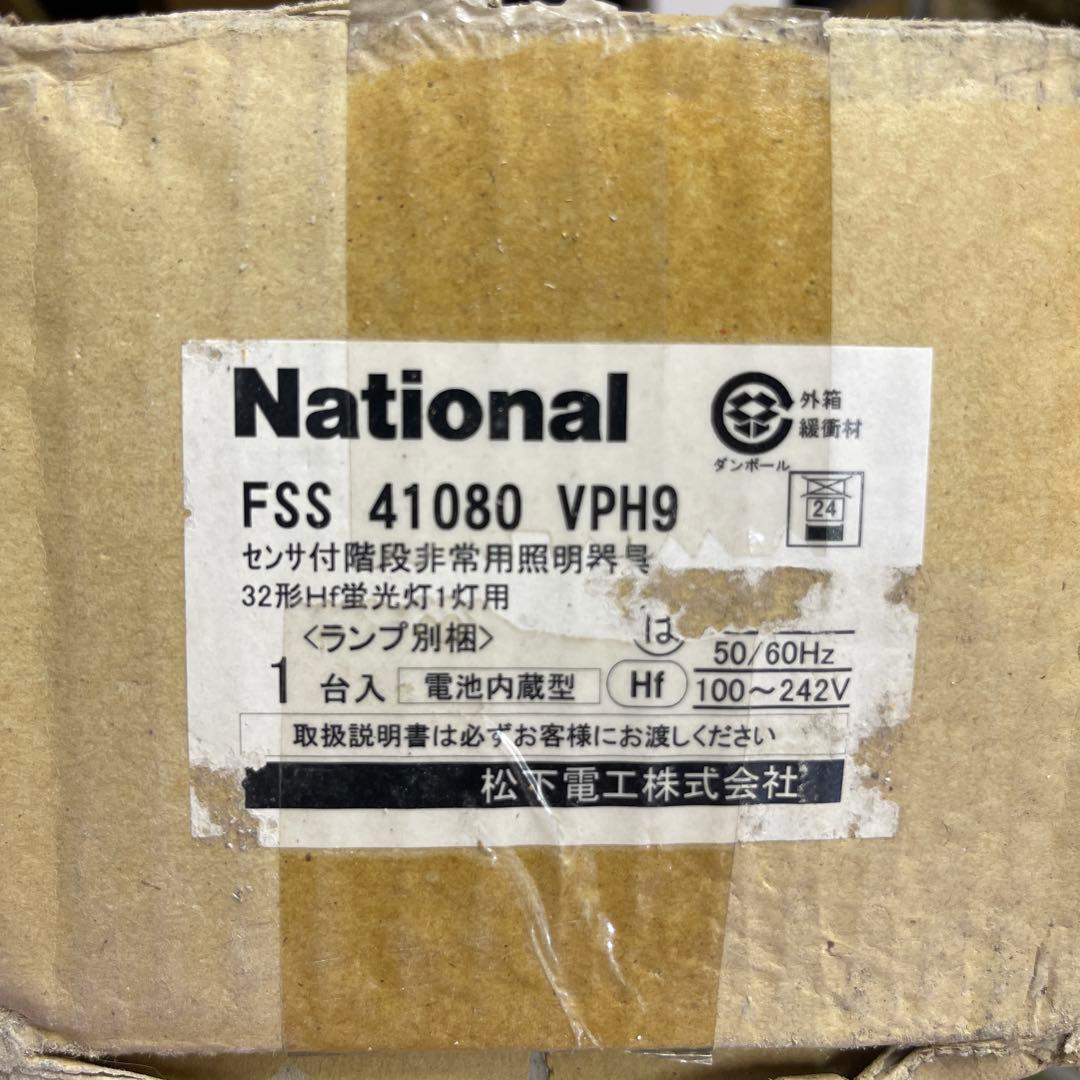 National
外箱
緩衝材
ダンボール
FSS 41080 VPH9
24
センサ付階段非常用照明器具
32形Hf蛍光灯1灯用
<ランプ別梱>
は
50/60Hz
1台入 電池内蔵型 Hf 100～242V
取扱説明書は必ずお客様にお渡しください
松下電工株式会社